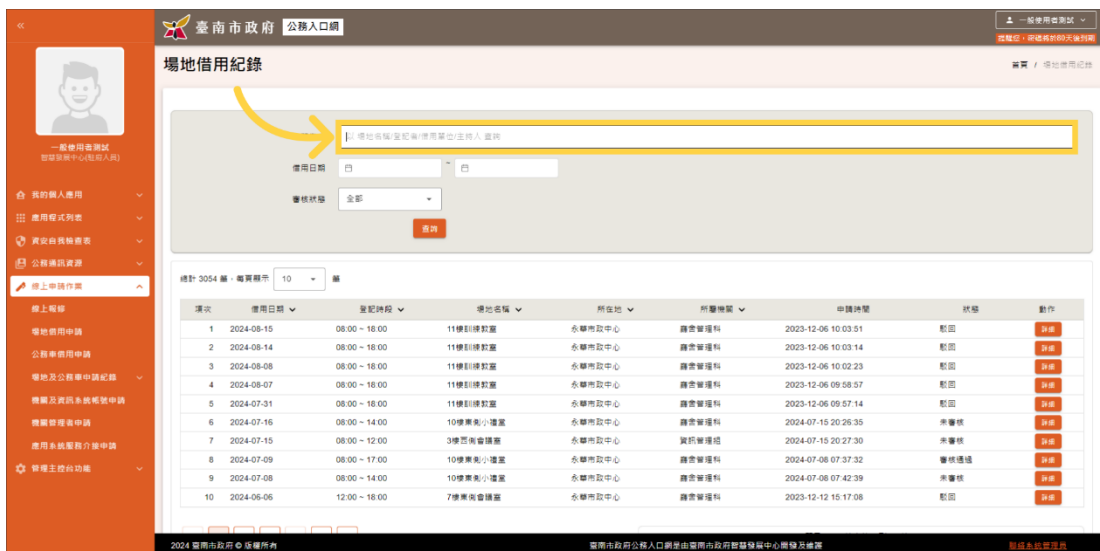 臺南市政府 公務入口網
一般使用者測試
提醒您，密碼將於60天後到期
場地借用紀錄
首頁 / 場地借用紀錄
一般使用者測試
智慧發展中心(駐府人員)
以 場地名稱/登記者/借用單位/主持人 查詢
借用日期 ~
審核狀態 全部
查詢
我的個人應用
應用程式列表
資安自我檢查表
公務通訊資源
線上申請作業
線上報修
場地借用申請
公務車借用申請
場地及公務車申請紀錄
機關及資訊系統帳號申請
機關管理者申請
應用系統服務介接申請
管理主控台功能
總計 3054 筆，每頁顯示 10 筆
項次 借用日期 登記時段 場地名稱 所在地 所屬機關 申請時間 狀態 動作
1 2024-08-15 08:00 ~ 18:00 11樓訓練教室 永華市政中心 廳舍管理科 2023-12-06 10:03:51 駁回 詳細
2 2024-08-14 08:00 ~ 18:00 11樓訓練教室 永華市政中心 廳舍管理科 2023-12-06 10:03:14 駁回 詳細
3 2024-08-08 08:00 ~ 18:00 11樓訓練教室 永華市政中心 廳舍管理科 2023-12-06 10:02:23 駁回 詳細
4 2024-08-07 08:00 ~ 18:00 11樓訓練教室 永華市政中心 廳舍管理科 2023-12-06 09:58:57 駁回 詳細
5 2024-07-31 08:00 ~ 18:00 11樓訓練教室 永華市政中心 廳舍管理科 2023-12-06 09:57:14 駁回 詳細
6 2024-07-16 08:00 ~ 14:00 10樓東側小禮堂 永華市政中心 廳舍管理科 2024-07-15 20:26:35 未審核 詳細
7 2024-07-15 08:00 ~ 12:00 3樓西側會議室 永華市政中心 資訊管理組 2024-07-15 20:27:30 未審核 詳細
8 2024-07-09 08:00 ~ 17:00 10樓東側小禮堂 永華市政中心 廳舍管理科 2024-07-08 07:37:32 審核通過 詳細
9 2024-07-08 08:00 ~ 14:00 10樓東側小禮堂 永華市政中心 廳舍管理科 2024-07-08 07:42:39 未審核 詳細
10 2024-06-06 12:00 ~ 18:00 7樓東側會議室 永華市政中心 廳舍管理科 2023-12-12 15:17:08 駁回 詳細
2024 臺南市政府 © 版權所有
臺南市政府公務入口網是由臺南市政府智慧發展中心開發及維護
聯絡系統管理員